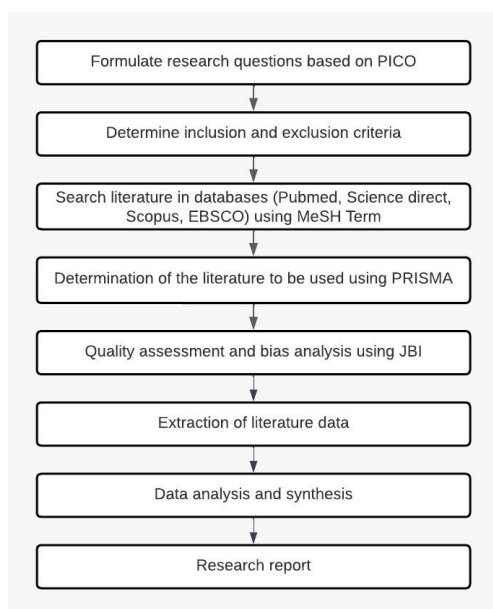 Formulate research questions based on PICO
Determine inclusion and exclusion criteria
Search literature in databases (Pubmed, Science direct,
Scopus, EBSCO) using MeSH Term
Determination of the literature to be used using PRISMA
Quality assessment and bias analysis using JBI
Extraction of literature data
Data analysis and synthesis
Research report